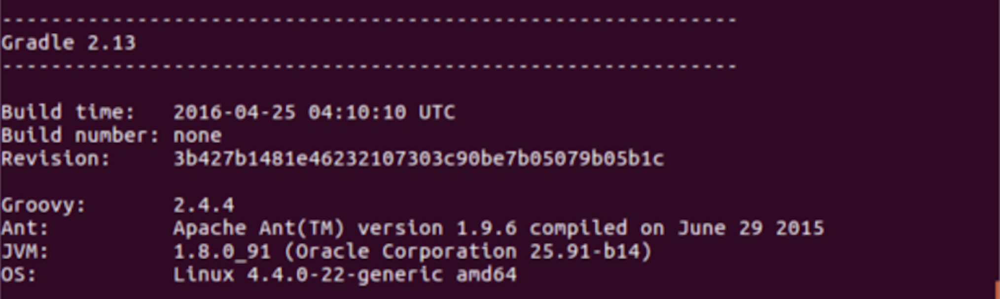 ------------------------------------------------------------
Gradle 2.13
------------------------------------------------------------
Build time:   2016-04-25 04:10:10 UTC
Build number: none
Revision:     3b427b1481e46232107303c90be7b05079b05b1c
Groovy:       2.4.4
Ant:          Apache Ant(TM) version 1.9.6 compiled on June 29 2015
JVM:          1.8.0_91 (Oracle Corporation 25.91-b14)
OS:           Linux 4.4.0-22-generic amd64